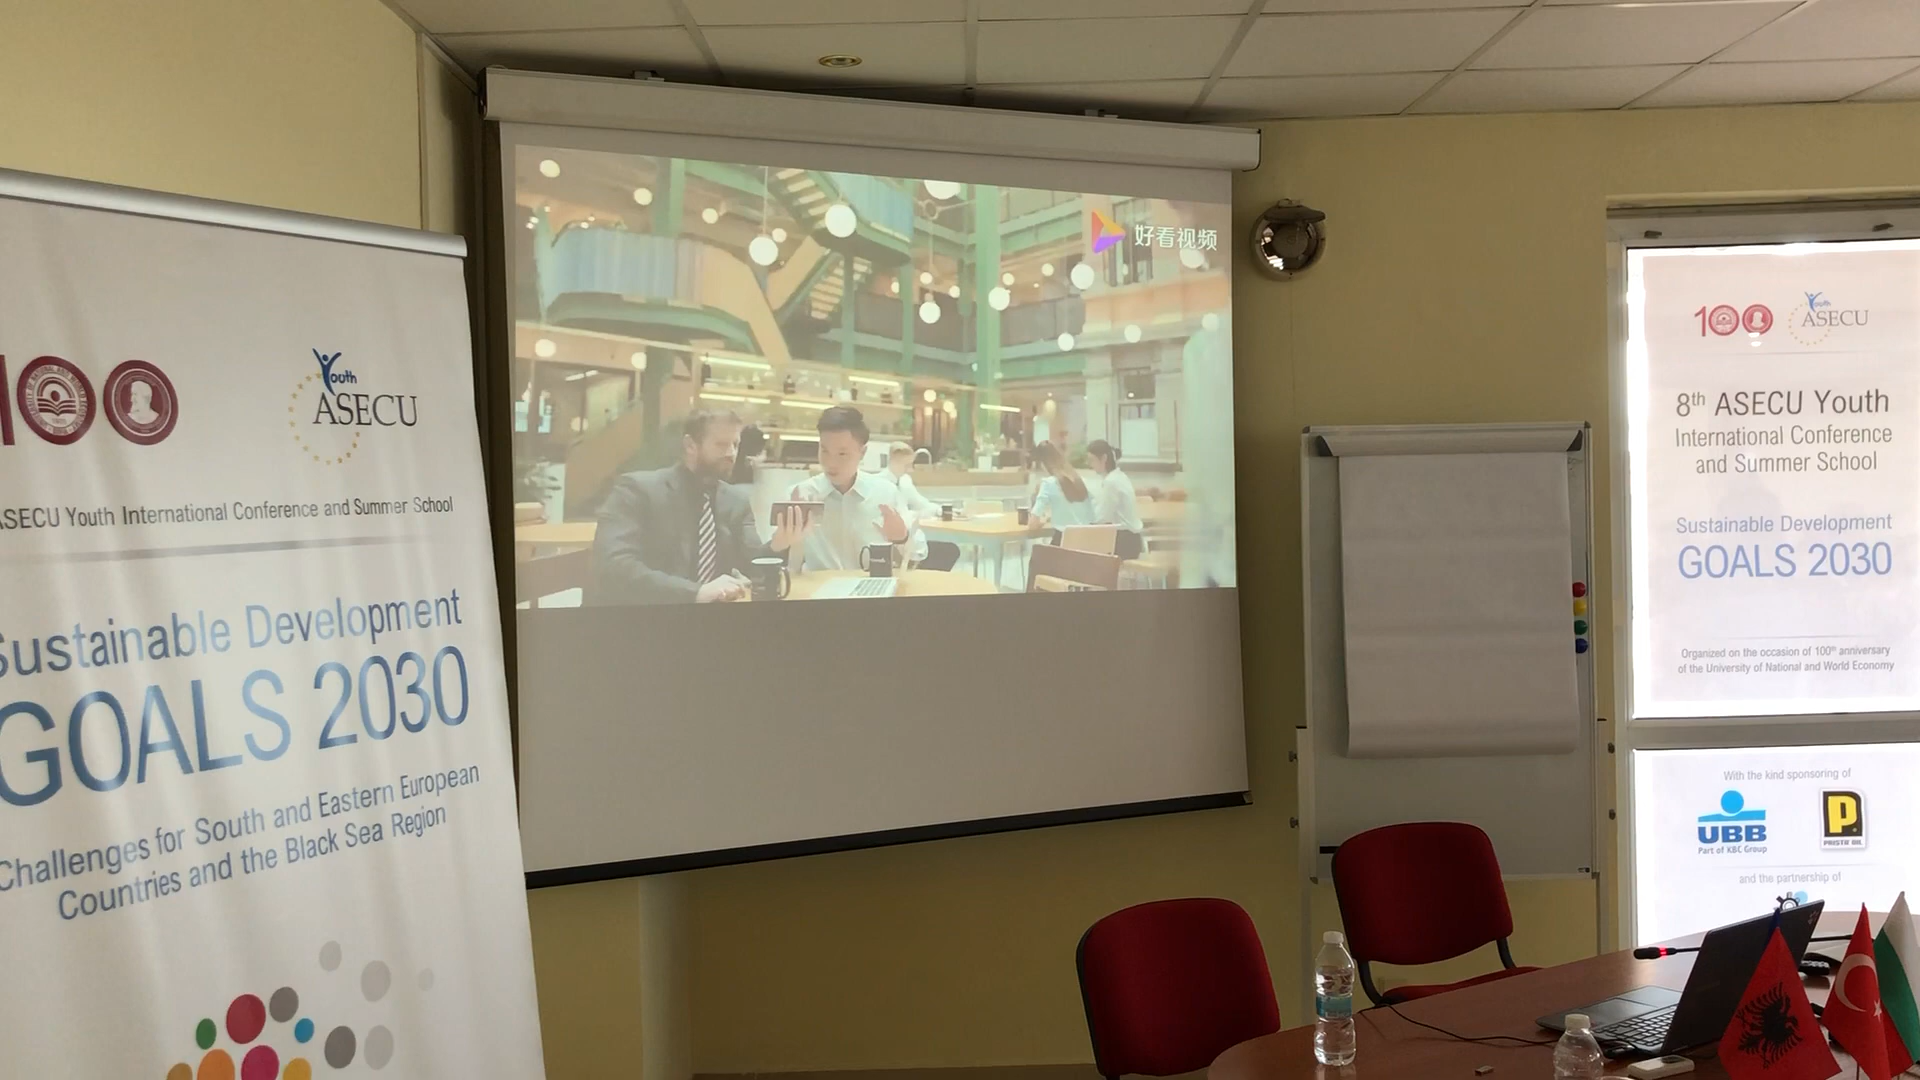 100
Youth
ASECU
ASECU Youth International Conference and Summer School
Sustainable Development
GOALS 2030
Challenges for South and Eastern European
Countries and the Black Sea Region
好看视频
100
Youth
ASECU
8th ASECU Youth
International Conference
and Summer School
Sustainable Development
GOALS 2030
Organized on the occasion of 100th anniversary
of the University of National and World Economy
With the kind sponsoring of
UBB
Part of KBC Group
P
PRISTA OIL
and the partnership of